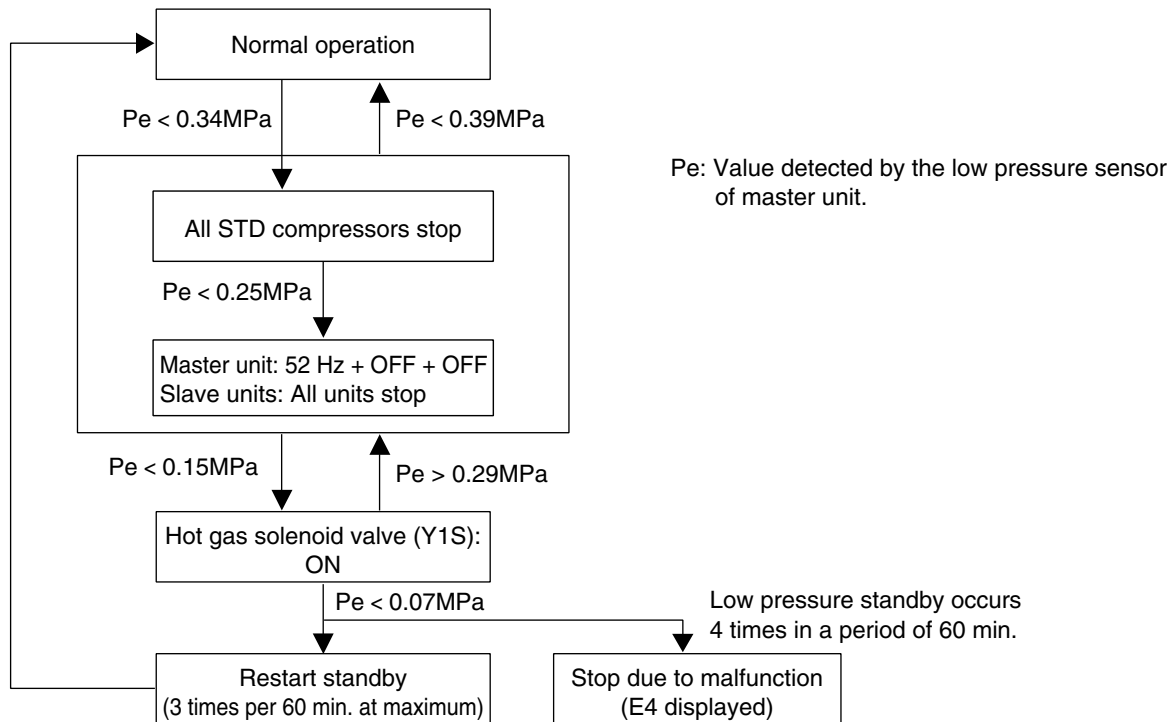 Normal operation
Pe < 0.34MPa
Pe < 0.39MPa
Pe: Value detected by the low pressure sensor
of master unit.
All STD compressors stop
Pe < 0.25MPa
Master unit: 52 Hz + OFF + OFF
Slave units: All units stop
Pe < 0.15MPa
Pe > 0.29MPa
Hot gas solenoid valve (Y1S):
ON
Pe < 0.07MPa
Low pressure standby occurs
4 times in a period of 60 min.
Restart standby
(3 times per 60 min. at maximum)
Stop due to malfunction
(E4 displayed)